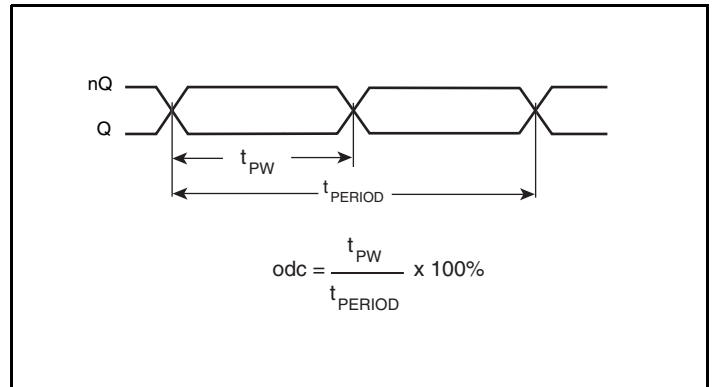 nQ
Q
tPW
tPERIOD
odc = tPW / tPERIOD x 100%